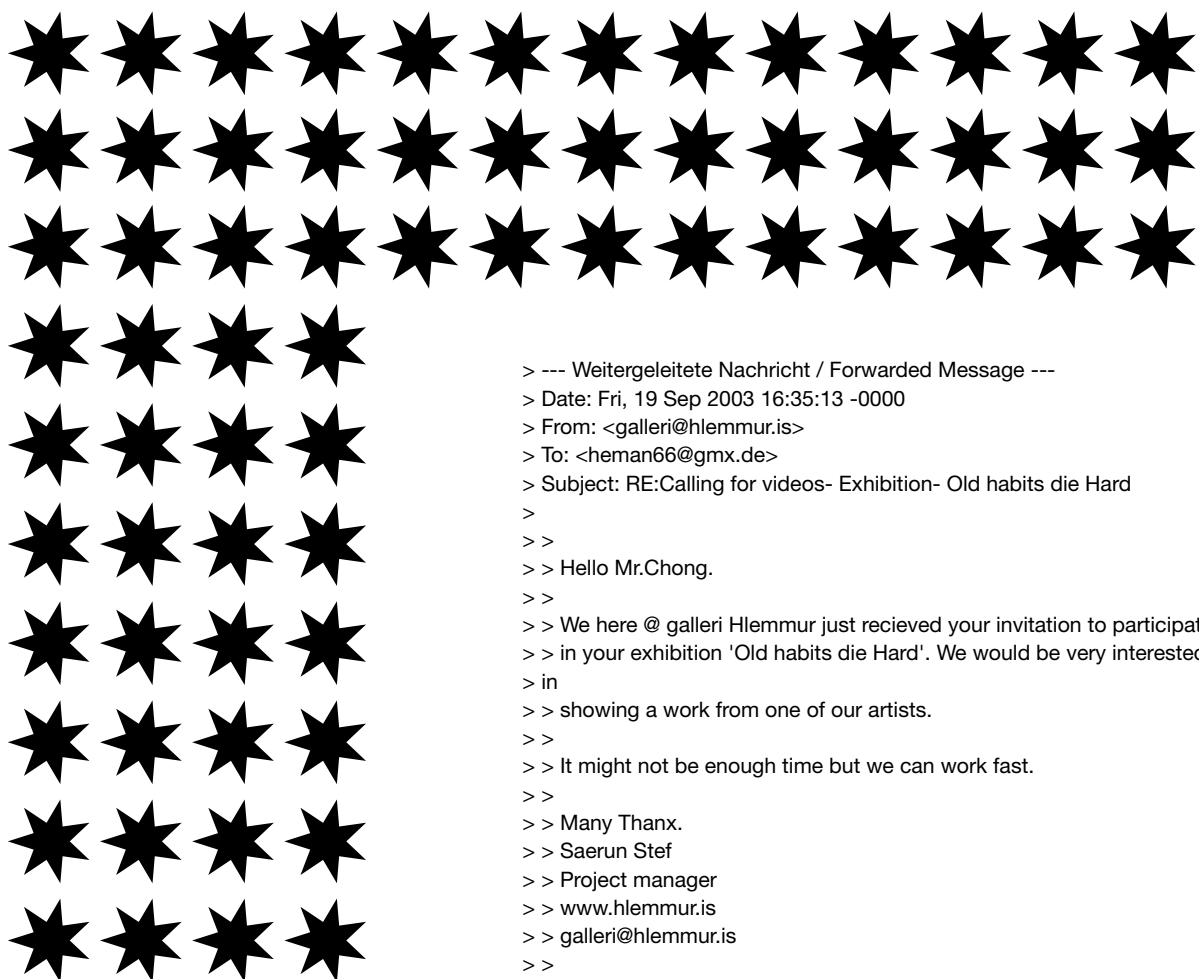 > --- Weitergeleitete Nachricht / Forwarded Message ---
> Date: Fri, 19 Sep 2003 16:35:13 -0000
> From: <galleri@hlemmur.is>
> To: <heman66@gmx.de>
> Subject: RE:Calling for videos- Exhibition- Old habits die Hard
>
> >
> > Hello Mr.Chong.
> >
> > We here @ galleri Hlemmur just recieved your invitation to participat
> > in your exhibition 'Old habits die Hard'. We would be very interested
> in
> > showing a work from one of our artists.
> >
> > It might not be enough time but we can work fast.
> >
> > Many Thanx.
> > Saerun Stef
> > Project manager
> > www.hlemmur.is
> > galleri@hlemmur.is
> >